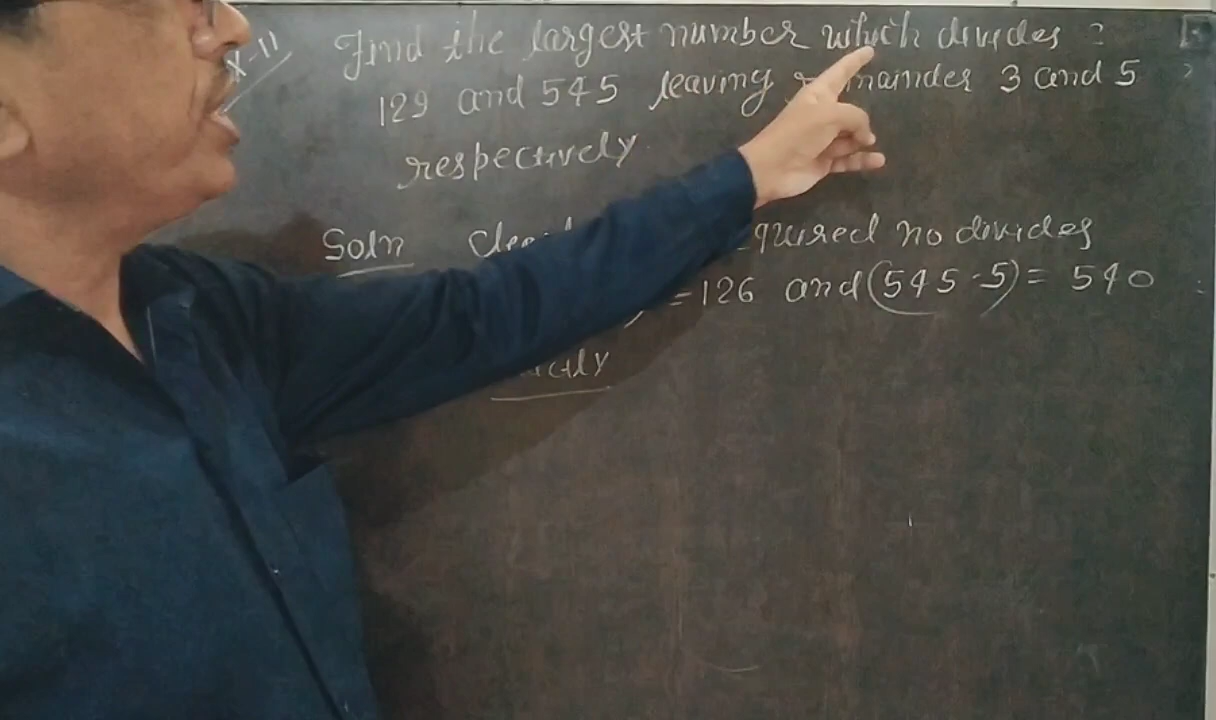 X-11
Find the largest number which divides
129 and 545 leaving remainder 3 and 5
respectively
Soln quired no divides
=126 and (545-5)= 540